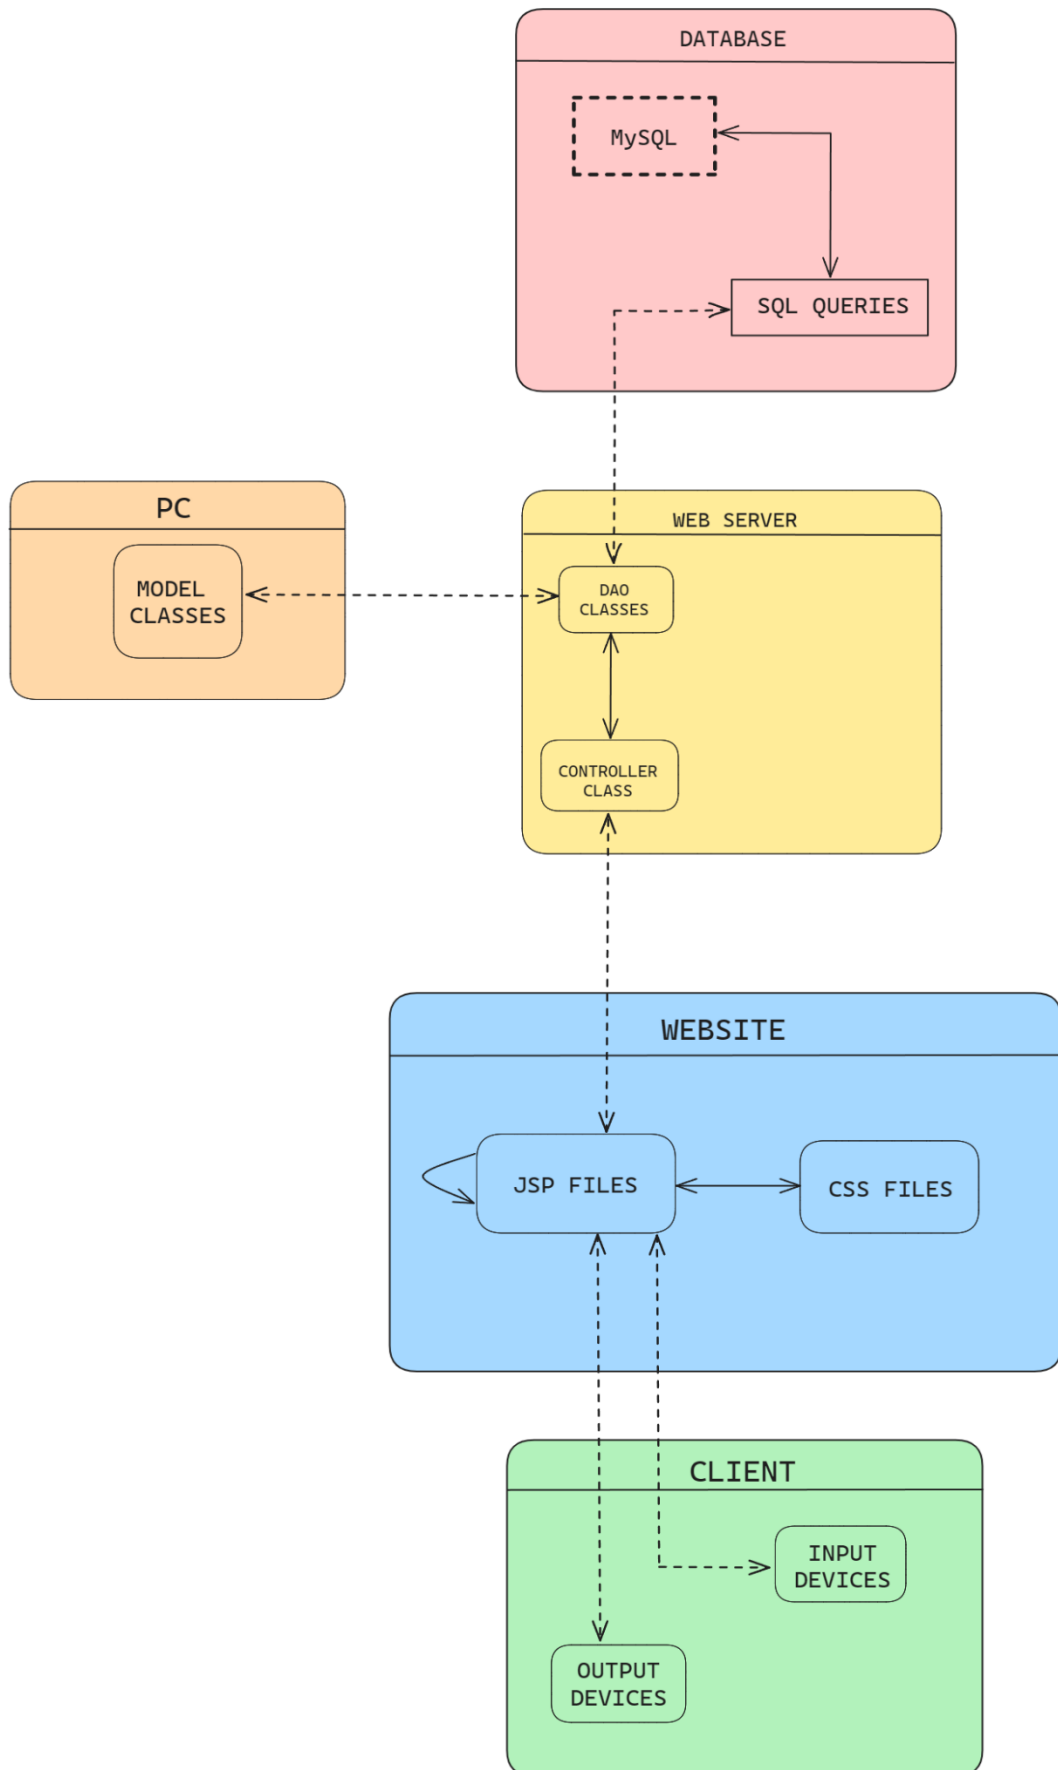 DATABASE
MySQL
SQL QUERIES
PC
MODEL
CLASSES
WEB SERVER
DAO
CLASSES
CONTROLLER
CLASS
WEBSITE
JSP FILES
CSS FILES
CLIENT
INPUT
DEVICES
OUTPUT
DEVICES